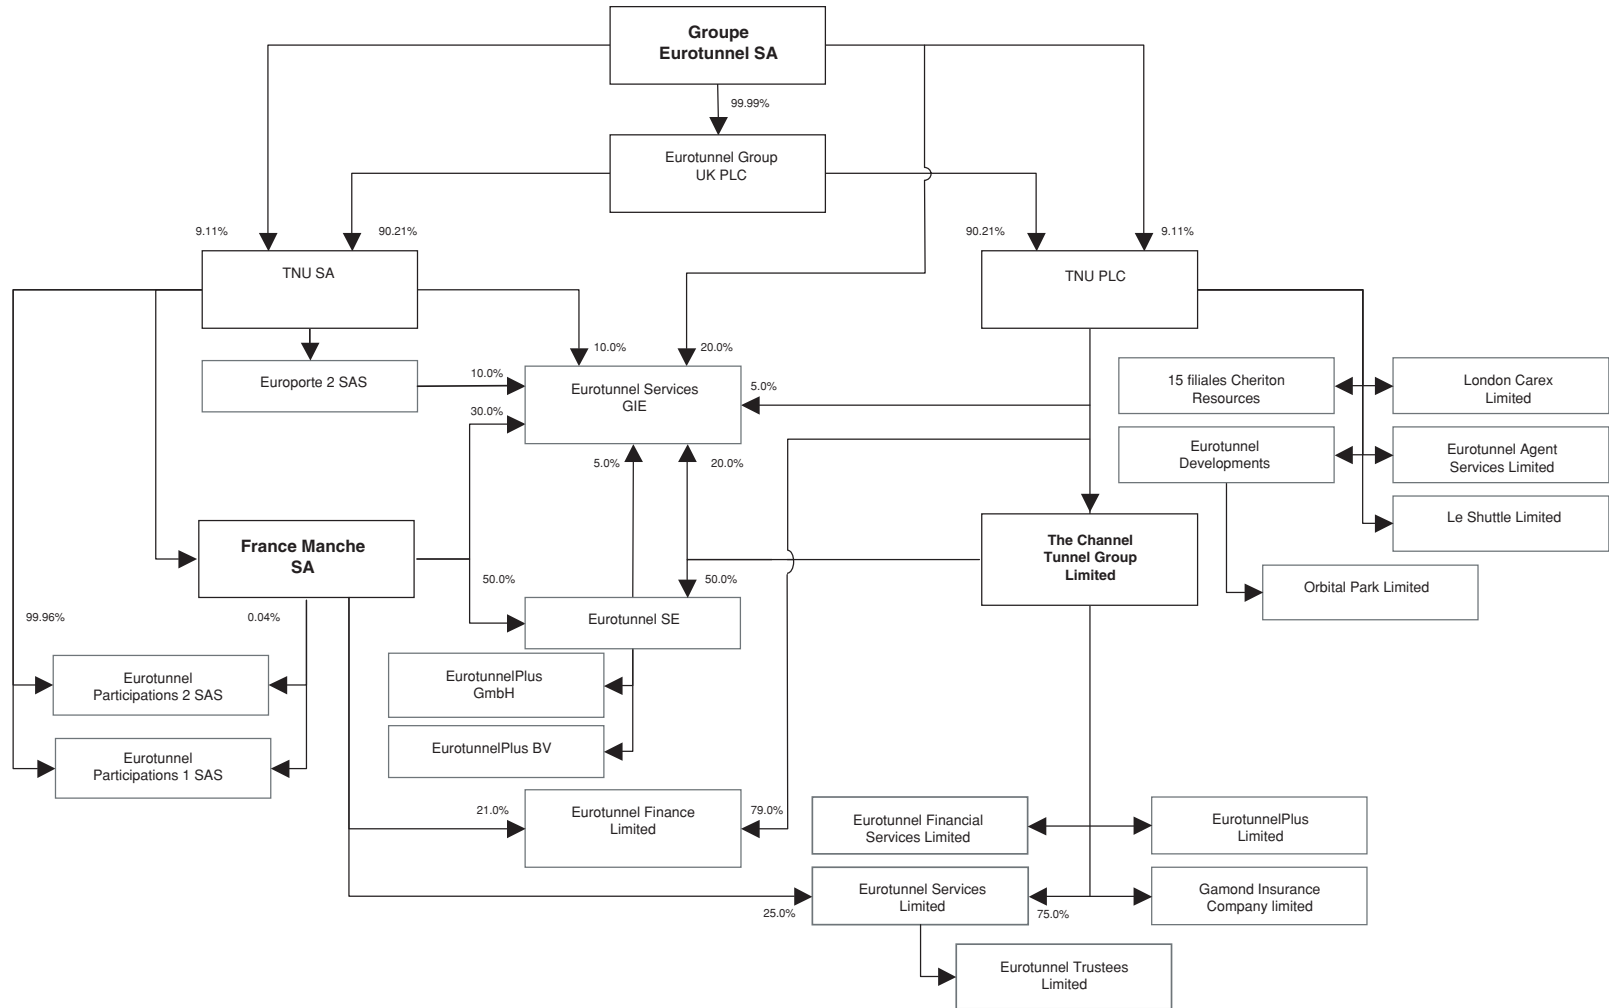 Groupe
Eurotunnel SA
99.99%
Eurotunnel Group
UK PLC
9.11%
90.21%
90.21%
9.11%
TNU SA
TNU PLC
10.0%
20.0%
Europorte 2 SAS
10.0%
Eurotunnel Services
GIE
5.0%
15 filiales Cheriton
Resources
London Carex
Limited
30.0%
5.0%
20.0%
Eurotunnel
Developments
Eurotunnel Agent
Services Limited
Le Shuttle Limited
France Manche
SA
The Channel
Tunnel Group
Limited
50.0%
50.0%
Orbital Park Limited
99.96%
0.04%
Eurotunnel SE
Eurotunnel
Participations 2 SAS
EurotunnelPlus
GmbH
Eurotunnel
Participations 1 SAS
EurotunnelPlus BV
21.0%
Eurotunnel Finance
Limited
79.0%
Eurotunnel Financial
Services Limited
EurotunnelPlus
Limited
25.0%
Eurotunnel Services
Limited
75.0%
Gamond Insurance
Company limited
Eurotunnel Trustees
Limited